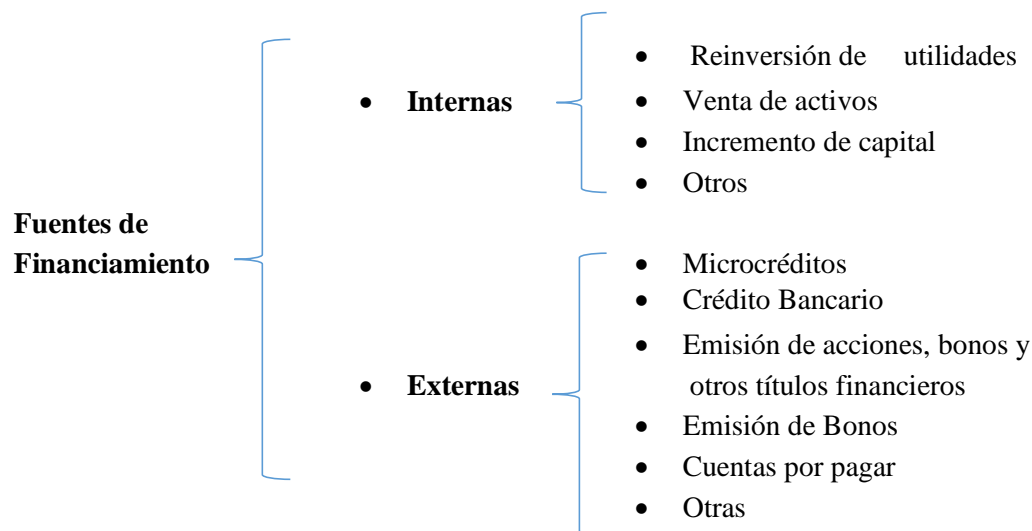 Fuentes de
Financiamiento
• Internas
• Reinversión de utilidades
• Venta de activos
• Incremento de capital
• Otros
• Externas
• Microcréditos
• Crédito Bancario
• Emisión de acciones, bonos y
otros títulos financieros
• Emisión de Bonos
• Cuentas por pagar
• Otras